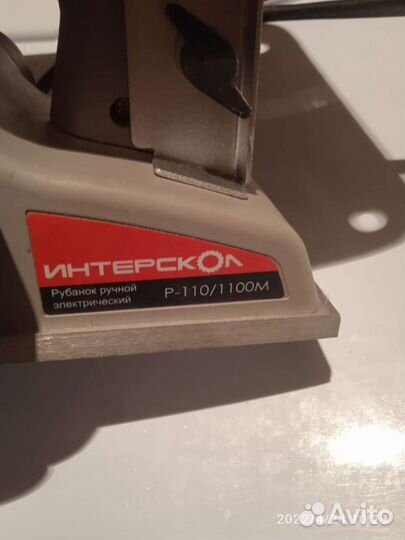 ИНТЕРСКОЛ
Рубанок ручной
электрический
Р-110/1100М
Avito